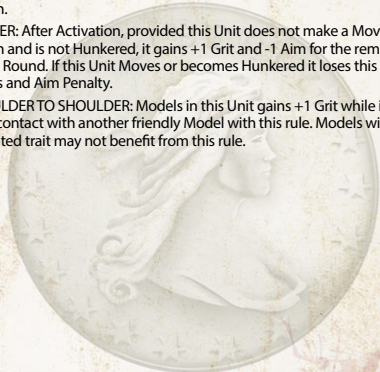 n.
ER: After Activation, provided this Unit does not make a Mov
n and is not Hunkered, it gains +1 Grit and -1 Aim for the rem
Round. If this Unit Moves or becomes Hunkered it loses this
s and Aim Penalty.
ULDER TO SHOULDER: Models in this Unit gains +1 Grit while i
contact with another friendly Model with this rule. Models wi
ted trait may not benefit from this rule.